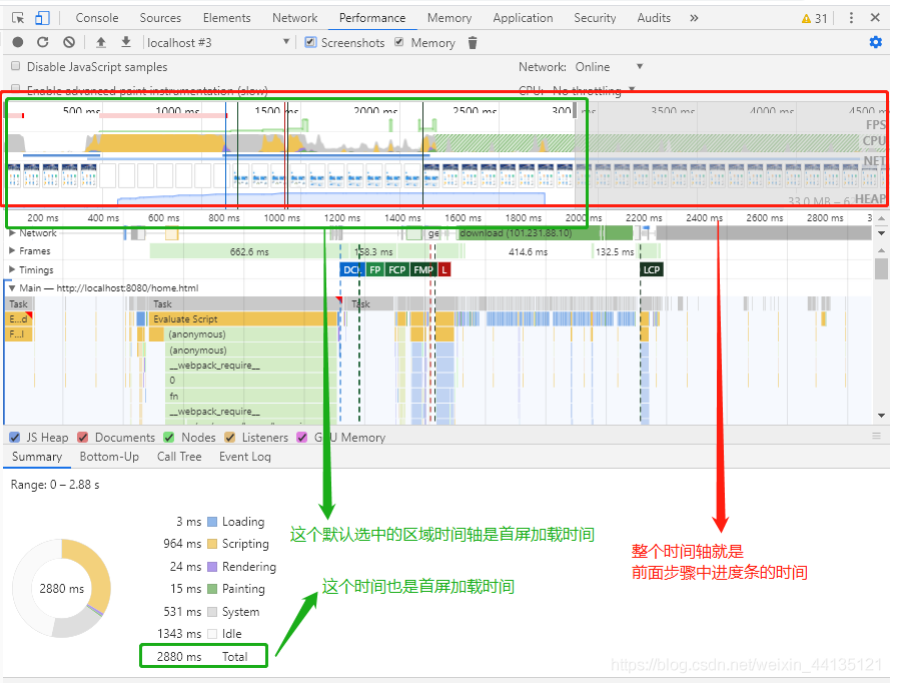 Console Sources Elements Network Performance Memory Application Security Audits » 31
localhost #3 Screenshots Memory
Disable JavaScript samples Network: Online
Enable advanced paint instrumentation (slow) CPU: No throttling
500 ms 1000 ms 1500 ms 2000 ms 2500 ms 300 3500 ms 4000 ms 4500 ms
FPS
CPU
NET
33.0 MB – 6 HEAP
200 ms 400 ms 600 ms 800 ms 1000 ms 1200 ms 1400 ms 1600 ms 1800 ms 2000 ms 2200 ms 2400 ms 2600 ms 2800 ms 3
Network ge download (101.231.88.10)
Frames 662.6 ms 158.3 ms 414.6 ms 132.5 ms
Timings DCL FP FCP FMP L LCP
Main — http://localhost:8080/home.html
Task Task Task
E...d Evaluate Script
F...l (anonymous)
(anonymous)
__webpack_require__
0
fn
__webpack_require__
JS Heap Documents Nodes Listeners GPU Memory
Summary Bottom-Up Call Tree Event Log
Range: 0 – 2.88 s
3 ms Loading
964 ms Scripting
24 ms Rendering
15 ms Painting
531 ms System
1343 ms Idle
2880 ms Total
2880 ms
这个默认选中的区域时间轴是首屏加载时间
这个时间也是首屏加载时间
整个时间轴就是
前面步骤中进度条的时间
https://blog.csdn.net/weixin_44135121